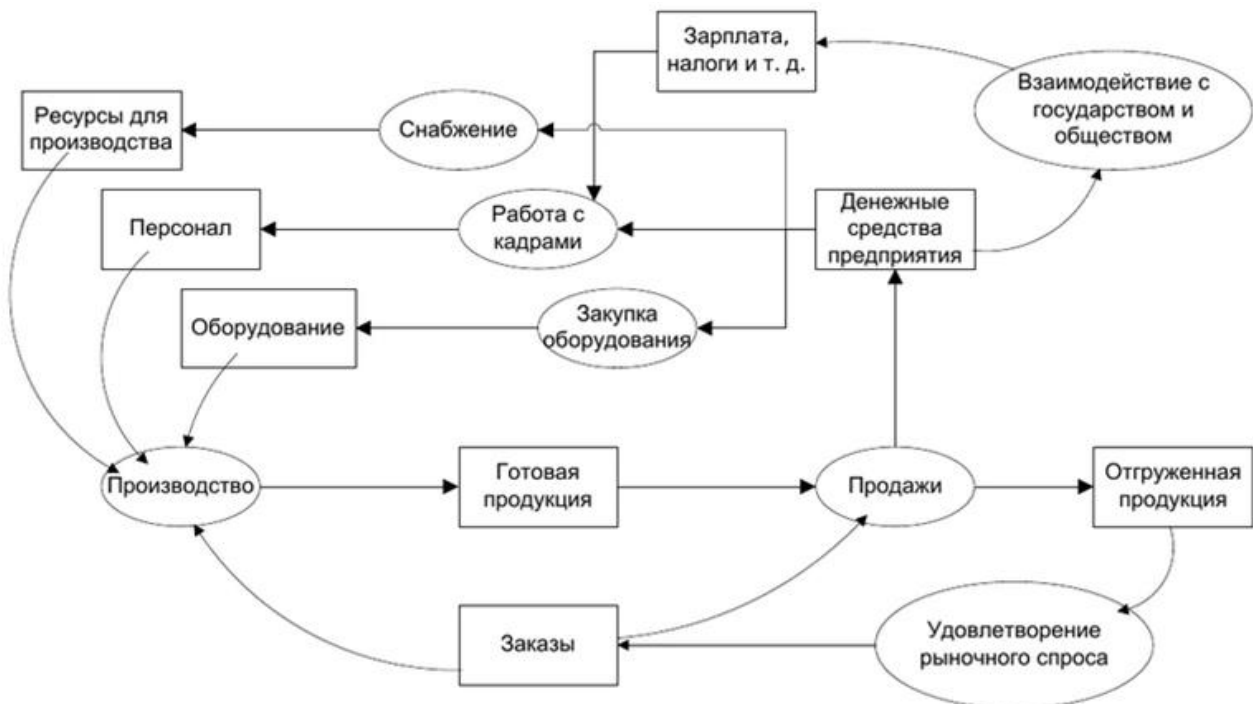 Зарплата,
налоги и т. д.
Взаимодействие с
государством и
обществом
Ресурсы для
производства
Снабжение
Персонал
Работа с
кадрами
Денежные
средства
предприятия
Оборудование
Закупка
оборудования
Производство
Готовая
продукция
Продажи
Отгруженная
продукция
Заказы
Удовлетворение
рыночного спроса